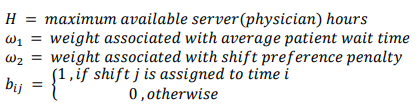 H = maximum available server(physician) hours
ω₁ = weight associated with average patient wait time
ω₂ = weight associated with shift preference penalty
bᵢⱼ = {1 , if shift j is assigned to time i
0 , otherwise